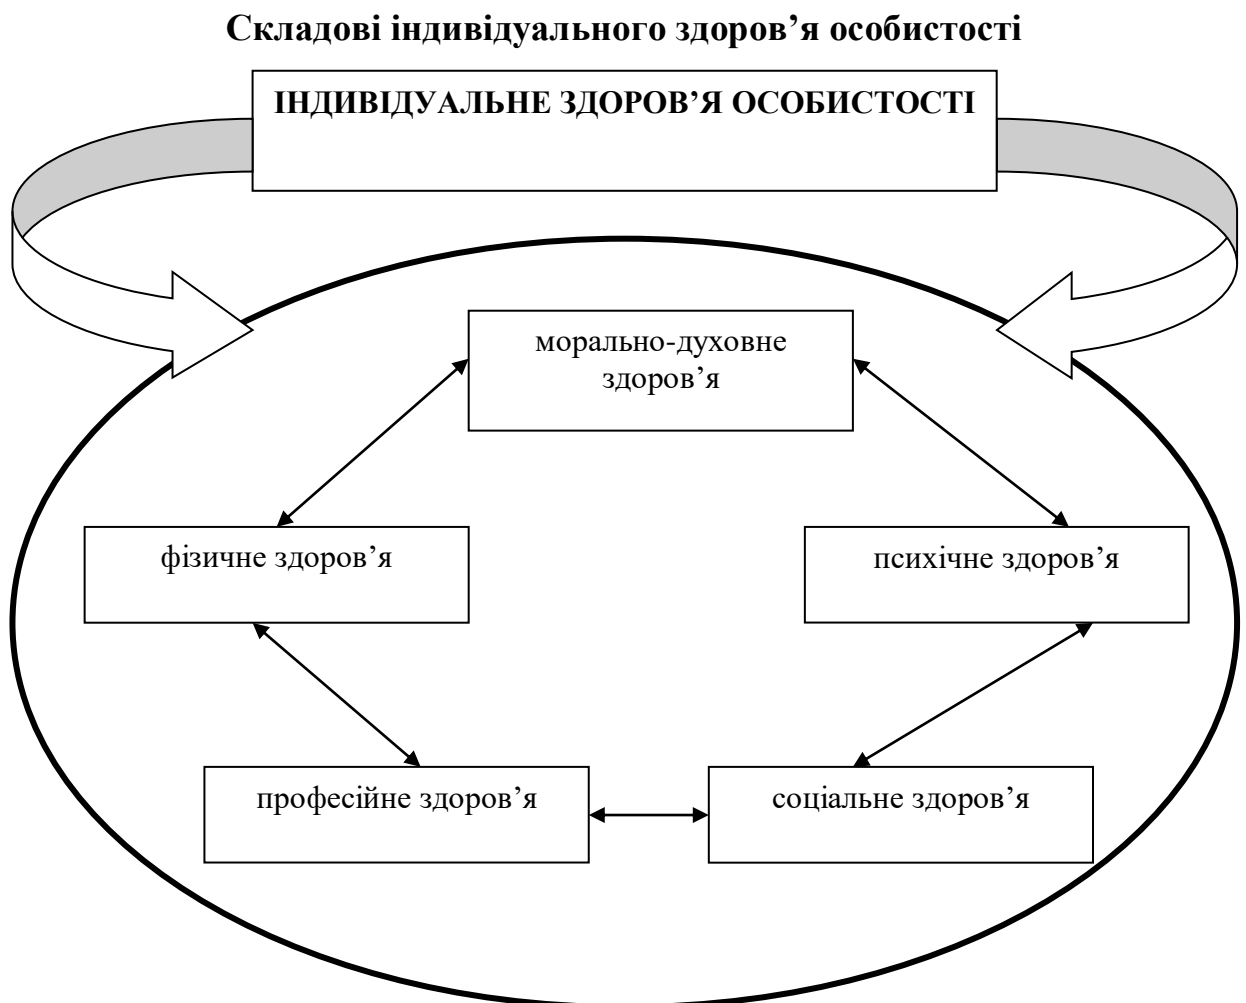 Складові індивідуального здоров’я особистості
ІНДИВІДУАЛЬНЕ ЗДОРОВ’Я ОСОБИСТОСТІ
морально-духовне
здоров’я
фізичне здоров’я
психічне здоров’я
професійне здоров’я
соціальне здоров’я